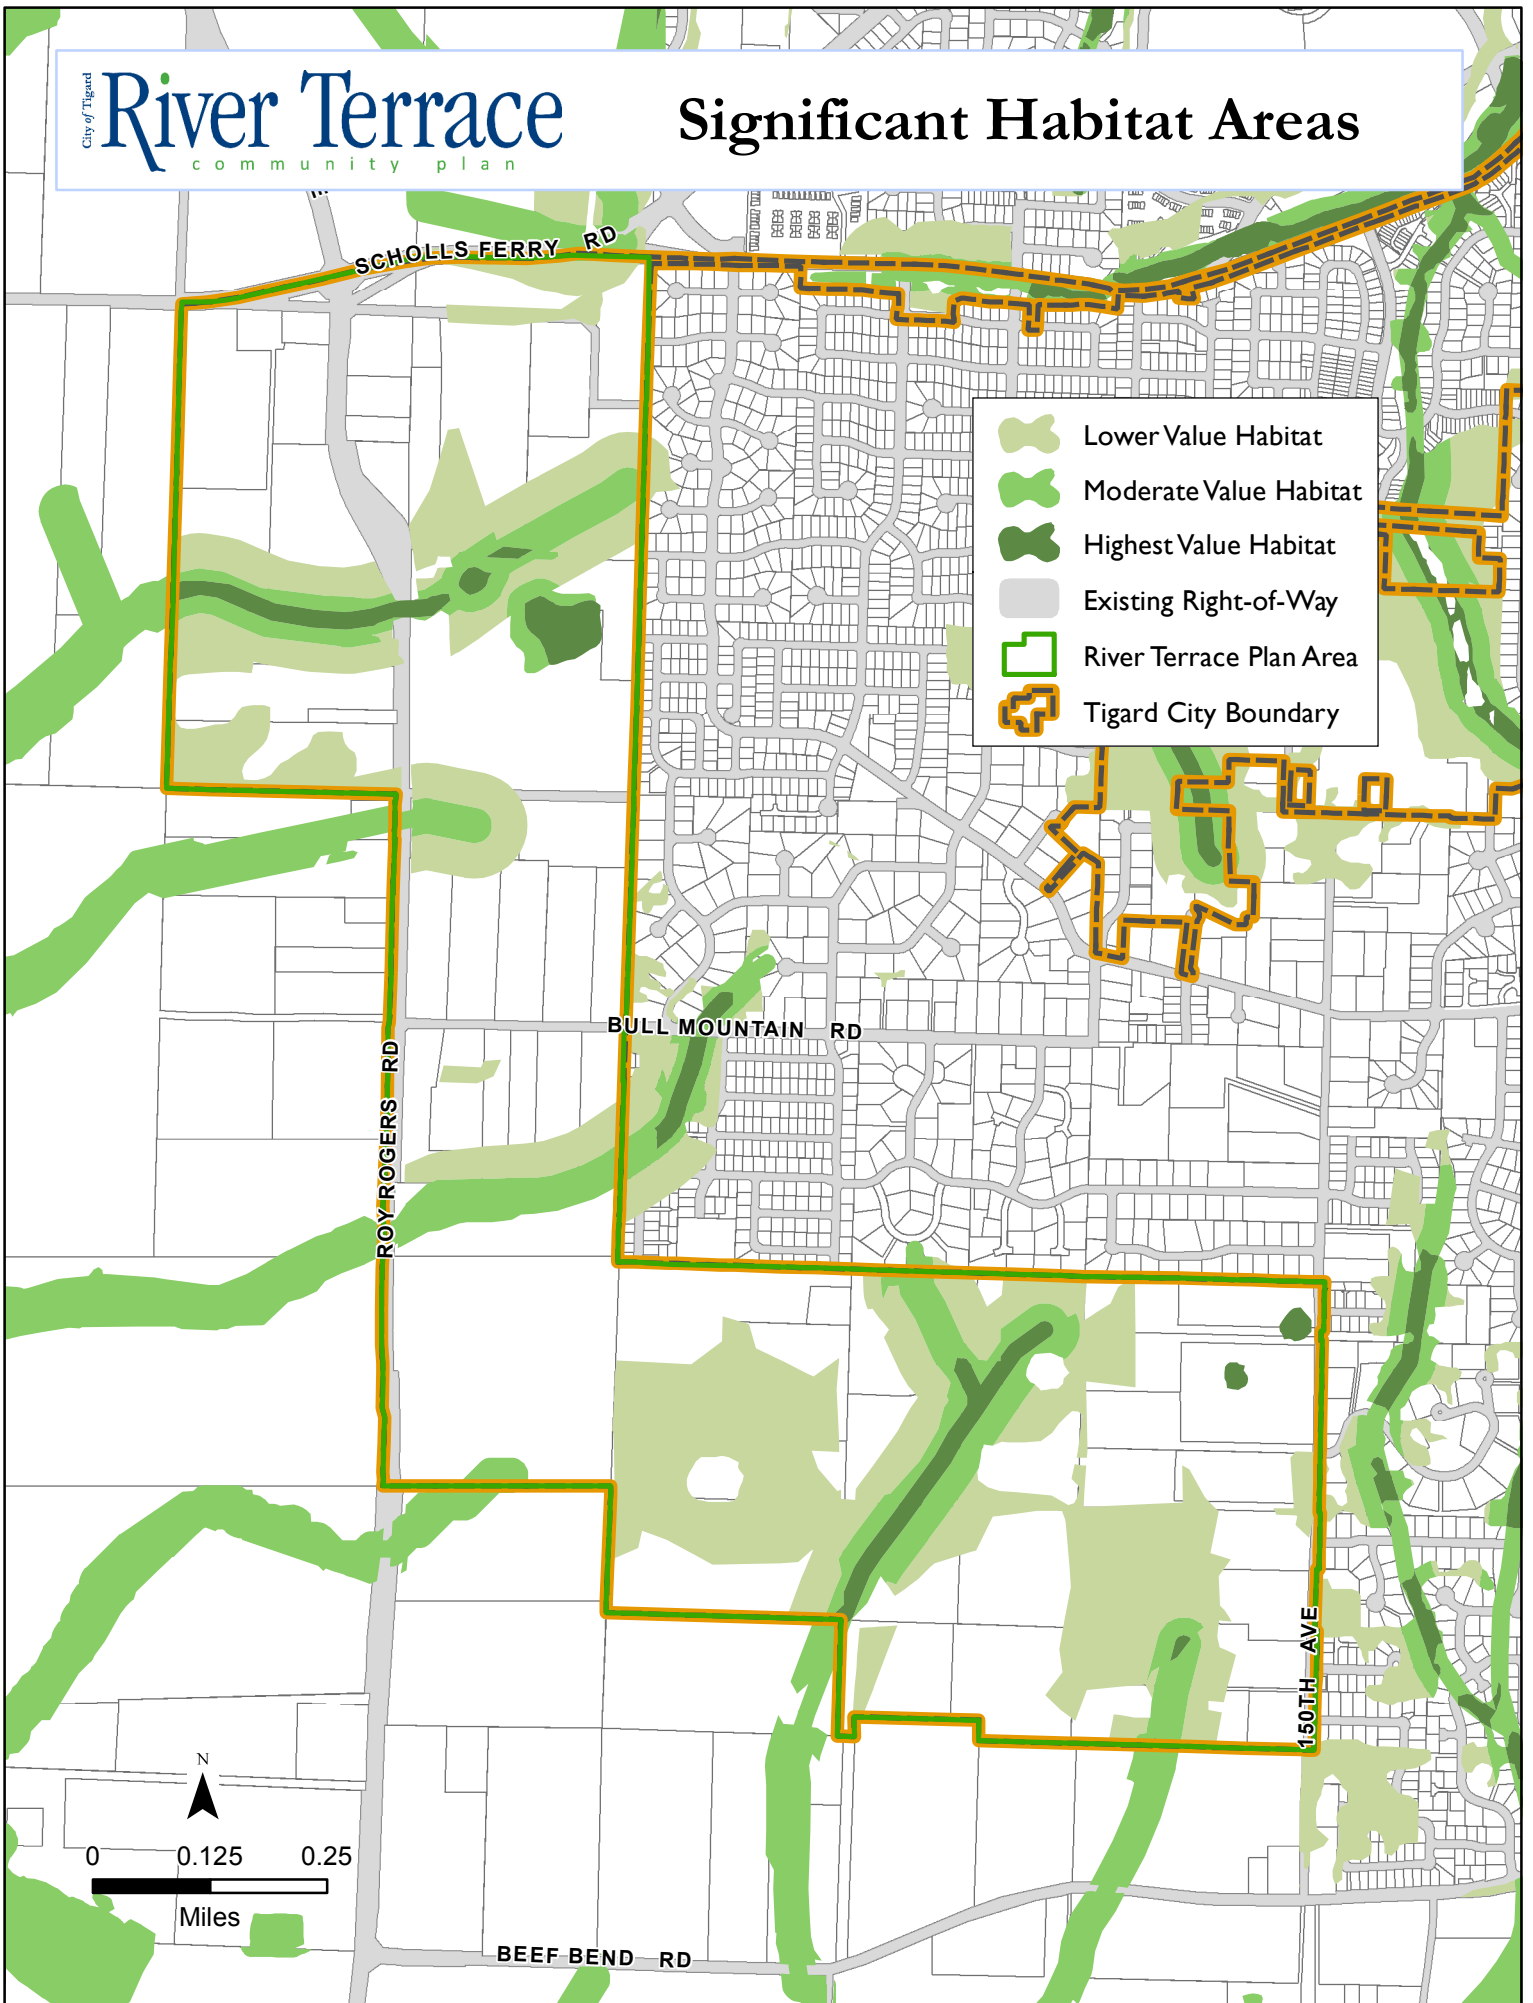 City of Tigard
River Terrace
community plan
Significant Habitat Areas
SCHOLLS FERRY RD
Lower Value Habitat
Moderate Value Habitat
Highest Value Habitat
Existing Right-of-Way
River Terrace Plan Area
Tigard City Boundary
BULL MOUNTAIN RD
ROY ROGERS RD
150TH AVE
N
0 0.125 0.25
Miles
BEEF BEND RD